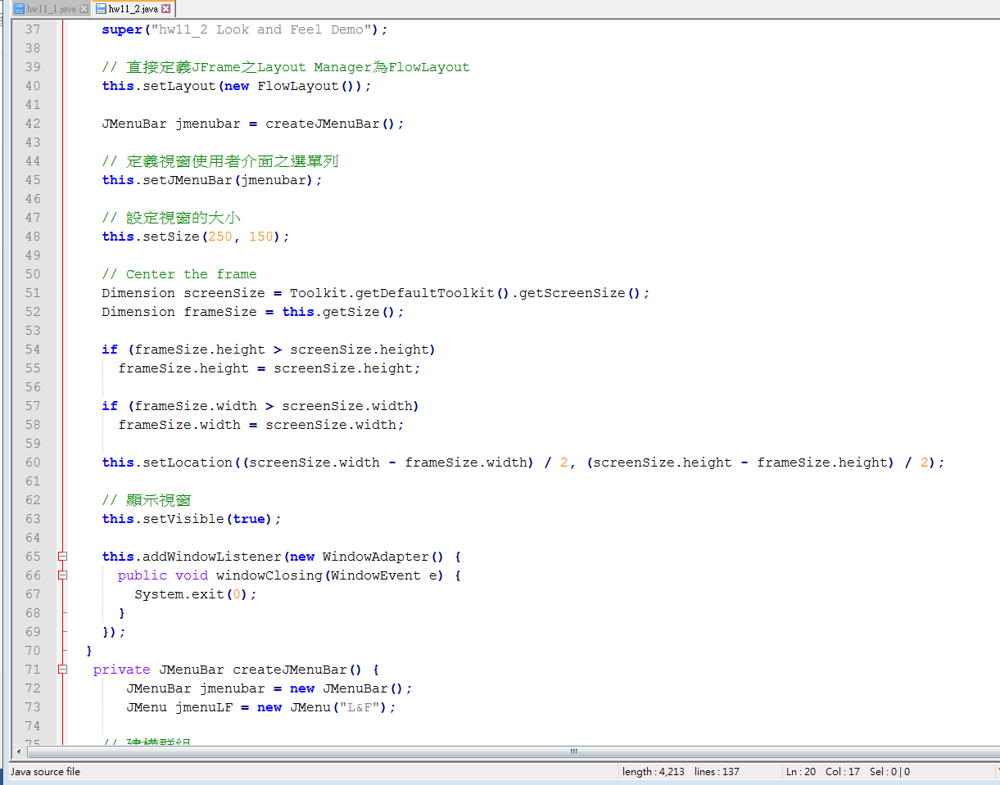 hw11_1.java hw11_2.java
37 super("hw11_2 Look and Feel Demo");
38
39 // 直接定義JFrame之Layout Manager為FlowLayout
40 this.setLayout(new FlowLayout());
41
42 JMenuBar jmenubar = createJMenuBar();
43
44 // 定義視窗使用者介面之選單列
45 this.setJMenuBar(jmenubar);
46
47 // 設定視窗的大小
48 this.setSize(250, 150);
49
50 // Center the frame
51 Dimension screenSize = Toolkit.getDefaultToolkit().getScreenSize();
52 Dimension frameSize = this.getSize();
53
54 if (frameSize.height > screenSize.height)
55 frameSize.height = screenSize.height;
56
57 if (frameSize.width > screenSize.width)
58 frameSize.width = screenSize.width;
59
60 this.setLocation((screenSize.width - frameSize.width) / 2, (screenSize.height - frameSize.height) / 2);
61
62 // 顯示視窗
63 this.setVisible(true);
64
65 this.addWindowListener(new WindowAdapter() {
66 public void windowClosing(WindowEvent e) {
67 System.exit(0);
68 }
69 });
70 }
71 private JMenuBar createJMenuBar() {
72 JMenuBar jmenubar = new JMenuBar();
73 JMenu jmenuLF = new JMenu("L&F");
74
75 // 建構群組
Java source file length : 4,213 lines : 137 Ln : 20 Col : 17 Sel : 0 | 0